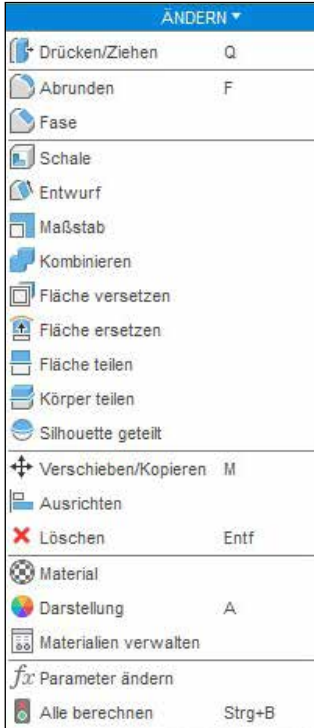 ÄNDERN
Drücken/Ziehen Q
Abrunden F
Fase
Schale
Entwurf
Maßstab
Kombinieren
Fläche versetzen
Fläche ersetzen
Fläche teilen
Körper teilen
Silhouette geteilt
Verschieben/Kopieren M
Ausrichten
Löschen Entf
Material
Darstellung A
Materialien verwalten
fx Parameter ändern
Alle berechnen Strg+B